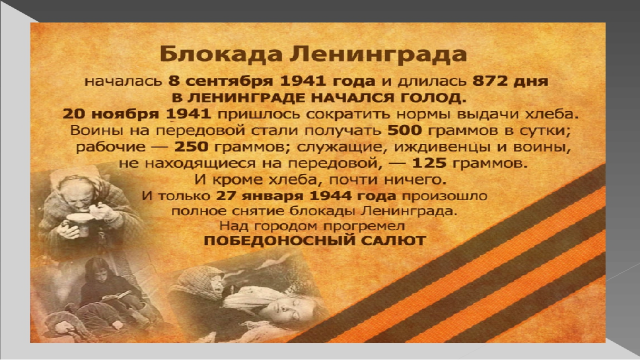 Блокада Ленинграда
началась 8 сентября 1941 года и длилась 872 дня
В ЛЕНИНГРАДЕ НАЧАЛСЯ ГОЛОД.
20 ноября 1941 пришлось сократить нормы выдачи хлеба.
Воины на передовой стали получать 500 граммов в сутки;
рабочие — 250 граммов; служащие, иждивенцы и воины,
не находящиеся на передовой, — 125 граммов.
И кроме хлеба, почти ничего.
И только 27 января 1944 года произошло
полное снятие блокады Ленинграда.
Над городом прогремел
ПОБЕДОНОСНЫЙ САЛЮТ